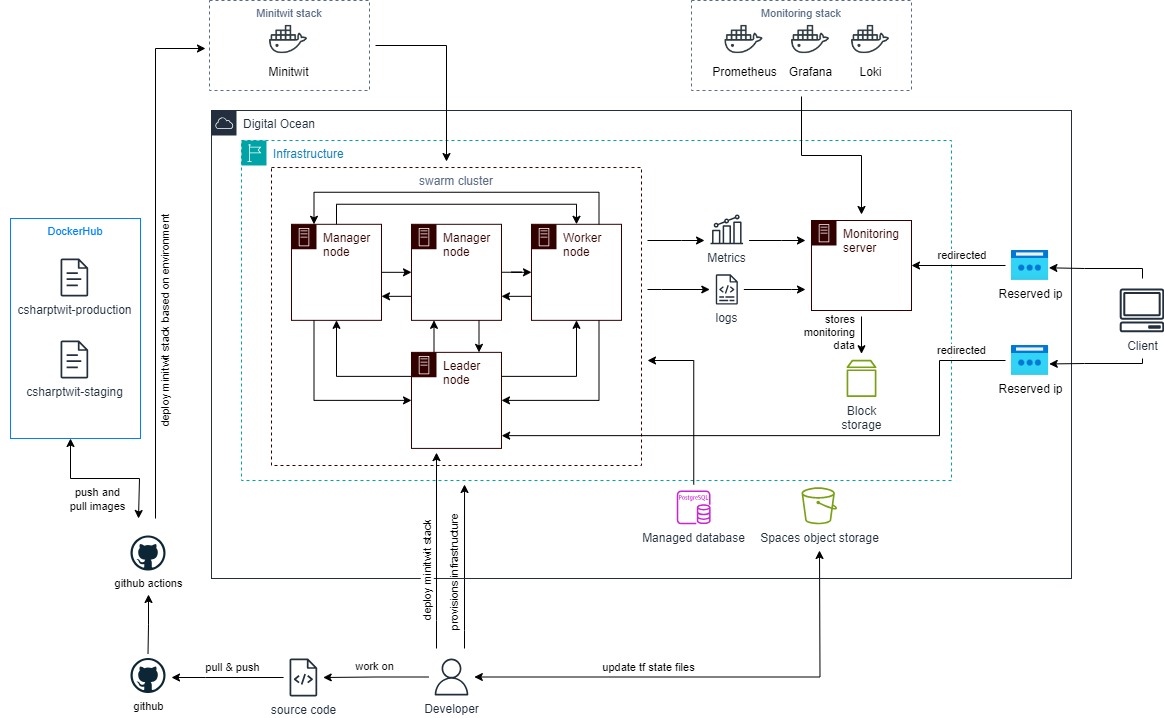 Minitwit stack
Minitwit
Monitoring stack
Prometheus
Grafana
Loki
Digital Ocean
Infrastructure
swarm cluster
Manager
node
Manager
node
Worker
node
Leader
node
Metrics
logs
Monitoring
server
stores
monitoring
data
Block
storage
redirected
Reserved ip
redirected
Reserved ip
Client
DockerHub
csharptwit-production
csharptwit-staging
push and
pull images
deploy minitwit stack based on environment
github actions
PostgreSQL
Managed database
Spaces object storage
deploy minitwit stack
provisions infrastructure
github
pull & push
source code
work on
Developer
update tf state files